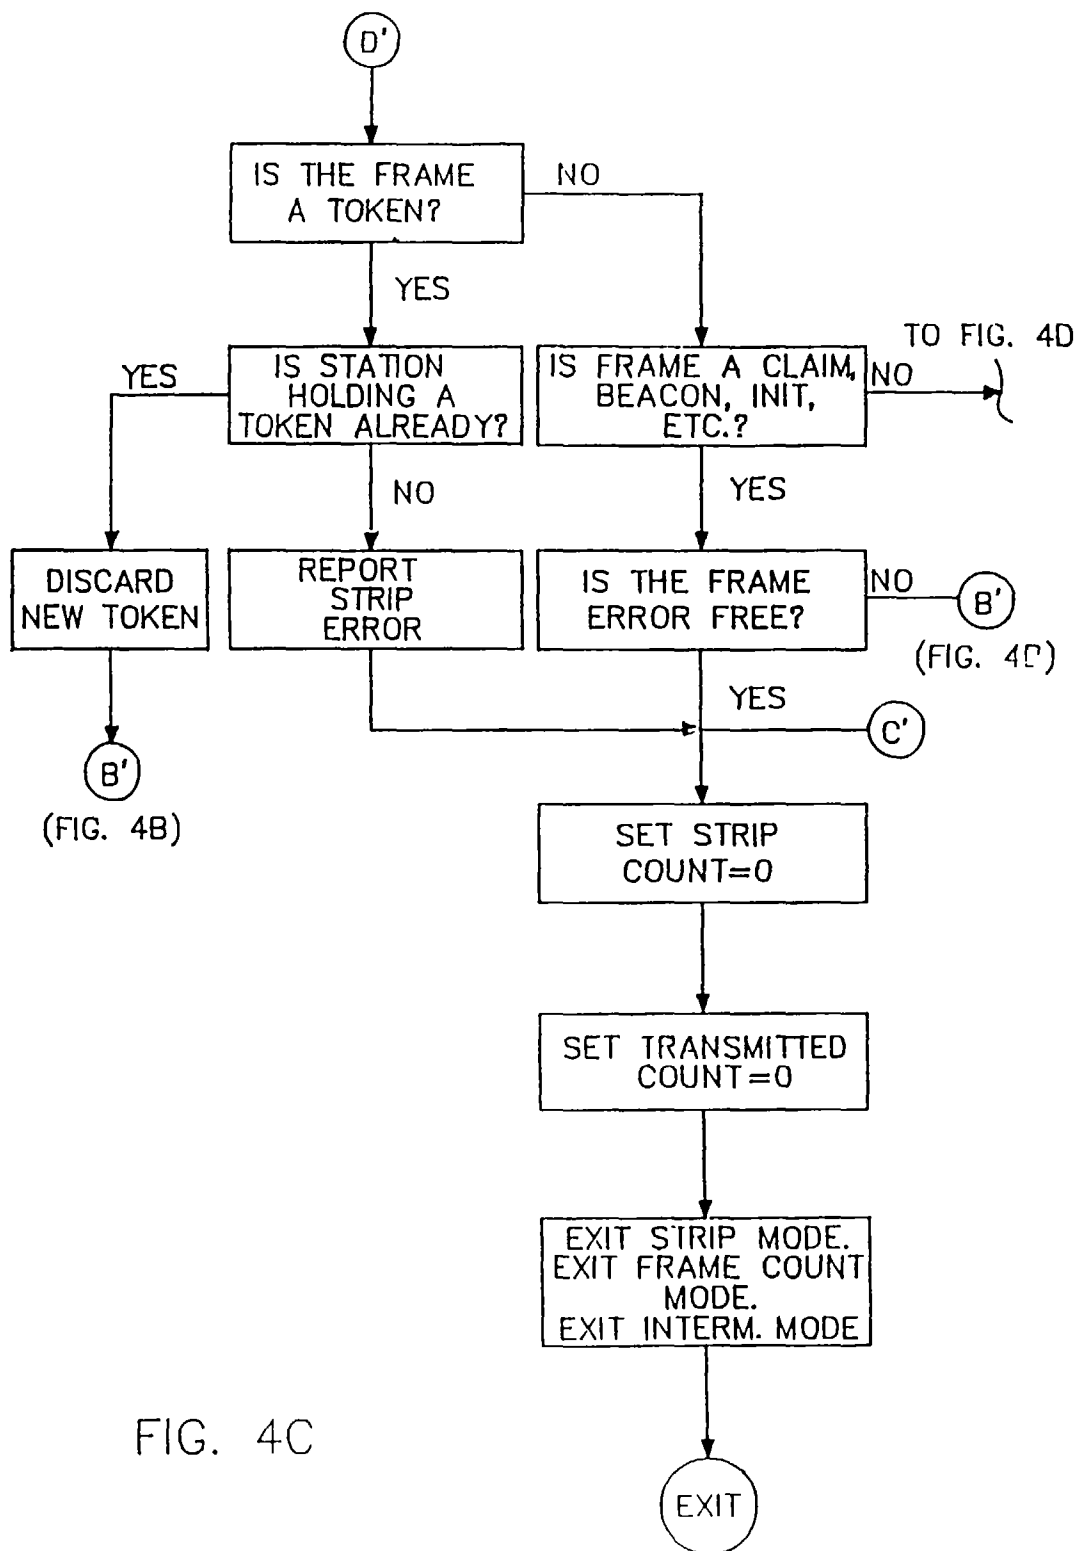 D'
IS THE FRAME
A TOKEN?
NO
YES
TO FIG. 4D
YES
IS STATION
HOLDING A
TOKEN ALREADY?
IS FRAME A CLAIM,
BEACON, INIT,
ETC.?
NO
NO
YES
DISCARD
NEW TOKEN
REPORT
STRIP
ERROR
IS THE FRAME
ERROR FREE?
NO
B'
(FIG.
YES
C'
B'
(FIG. 4B)
SET STRIP
COUNT=0
SET TRANSMITTED
COUNT=0
EXIT STRIP MODE.
EXIT FRAME COUNT
MODE.
EXIT INTERM. MODE
FIG. 4C
EXIT